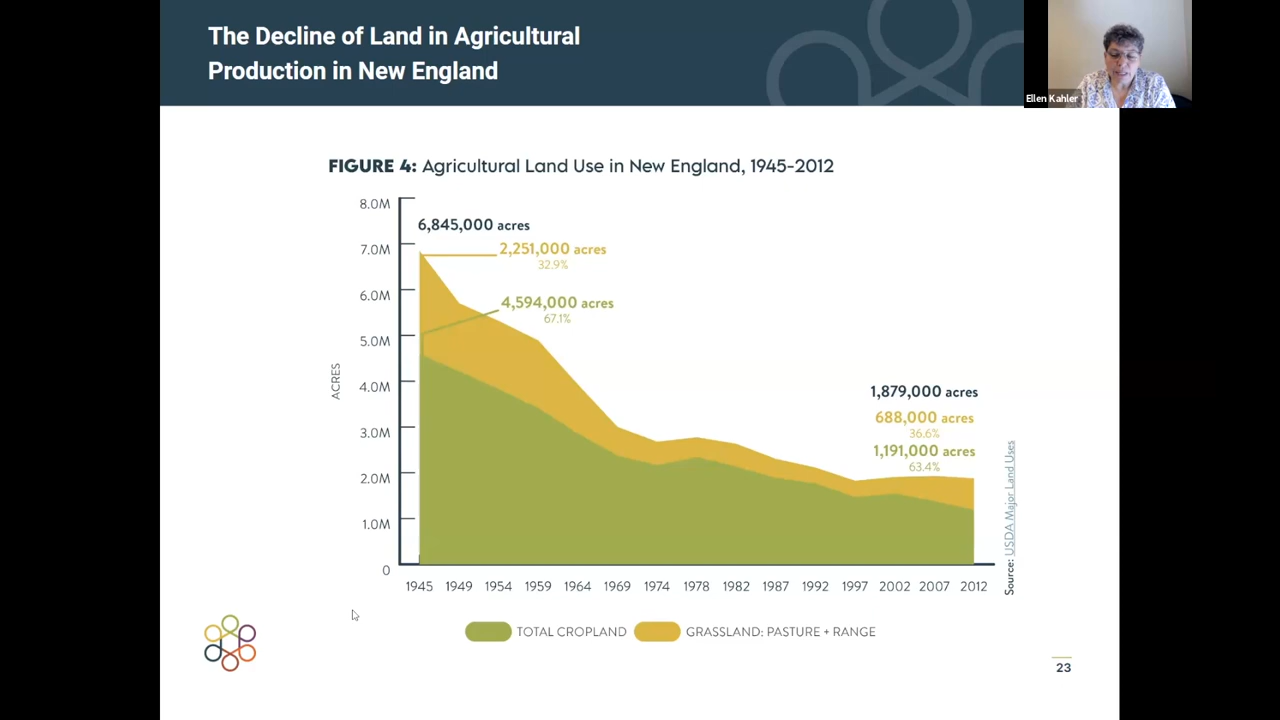 The Decline of Land in Agricultural
Production in New England
Ellen Kahler
FIGURE 4: Agricultural Land Use in New England, 1945-2012
8.0M
7.0M
6.0M
5.0M
4.0M
3.0M
2.0M
1.0M
0
ACRES
6,845,000 acres
2,251,000 acres
32.9%
4,594,000 acres
67.1%
1,879,000 acres
688,000 acres
36.6%
1,191,000 acres
63.4%
Source: USDA Major Land Uses
1945 1949 1954 1959 1964 1969 1974 1978 1982 1987 1992 1997 2002 2007 2012
TOTAL CROPLAND GRASSLAND: PASTURE + RANGE
23